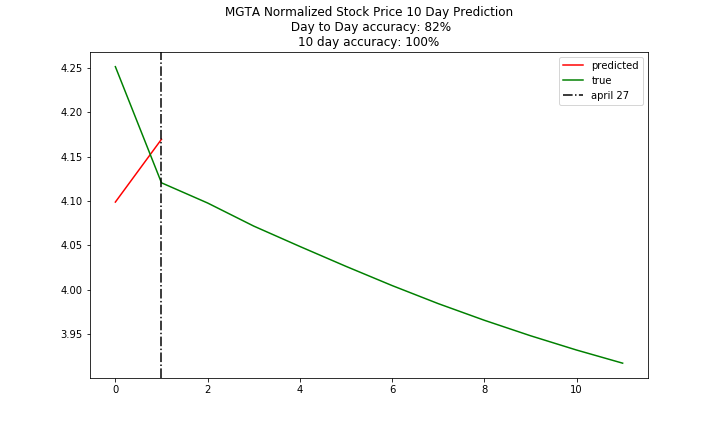 MGTA Normalized Stock Price 10 Day Prediction
Day to Day accuracy: 82%
10 day accuracy: 100%
predicted
true
april 27
4.25
4.20
4.15
4.10
4.05
4.00
3.95
0 2 4 6 8 10